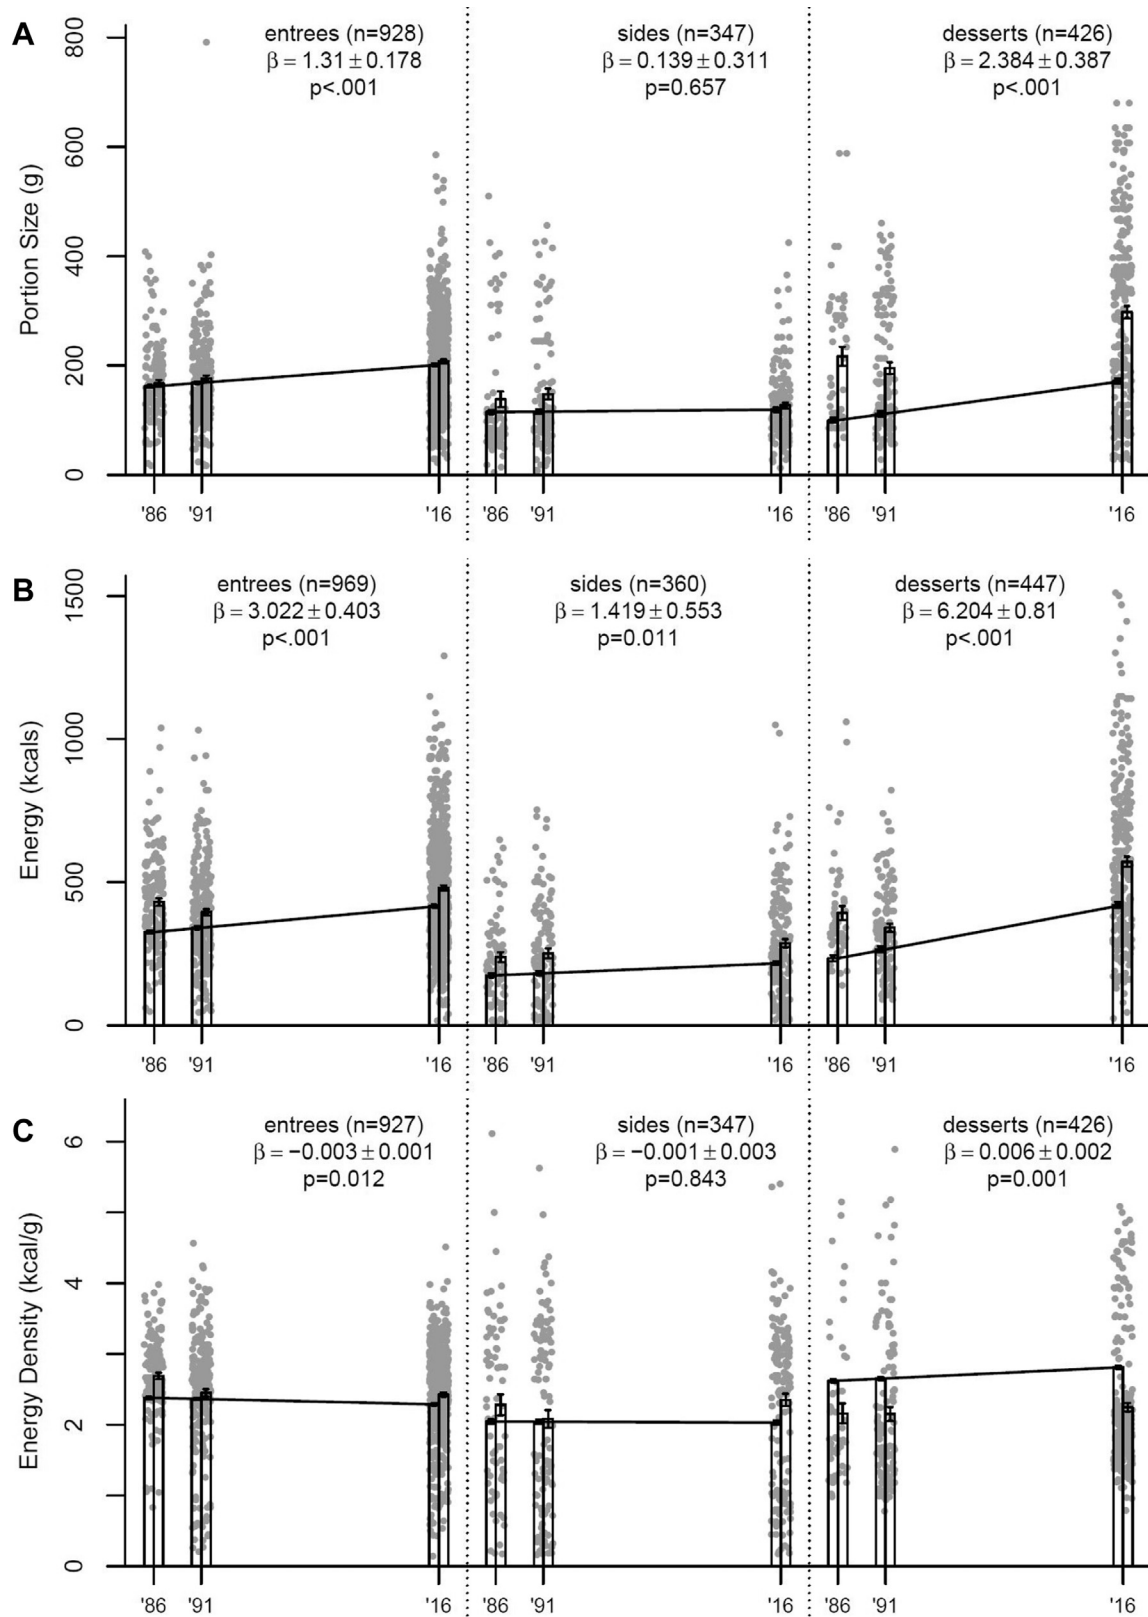 A
Portion Size (g)
800
600
400
200
0
entrees (n=928)
β = 1.31 ± 0.178
p<.001
sides (n=347)
β = 0.139 ± 0.311
p=0.657
desserts (n=426)
β = 2.384 ± 0.387
p<.001
'86 '91 '16 '86 '91 '16 '86 '91 '16
B
Energy (kcals)
1500
1000
500
0
entrees (n=969)
β = 3.022 ± 0.403
p<.001
sides (n=360)
β = 1.419 ± 0.553
p=0.011
desserts (n=447)
β = 6.204 ± 0.81
p<.001
'86 '91 '16 '86 '91 '16 '86 '91 '16
C
Energy Density (kcal/g)
6
4
2
0
entrees (n=927)
β = −0.003 ± 0.001
p=0.012
sides (n=347)
β = −0.001 ± 0.003
p=0.843
desserts (n=426)
β = 0.006 ± 0.002
p=0.001
'86 '91 '16 '86 '91 '16 '86 '91 '16